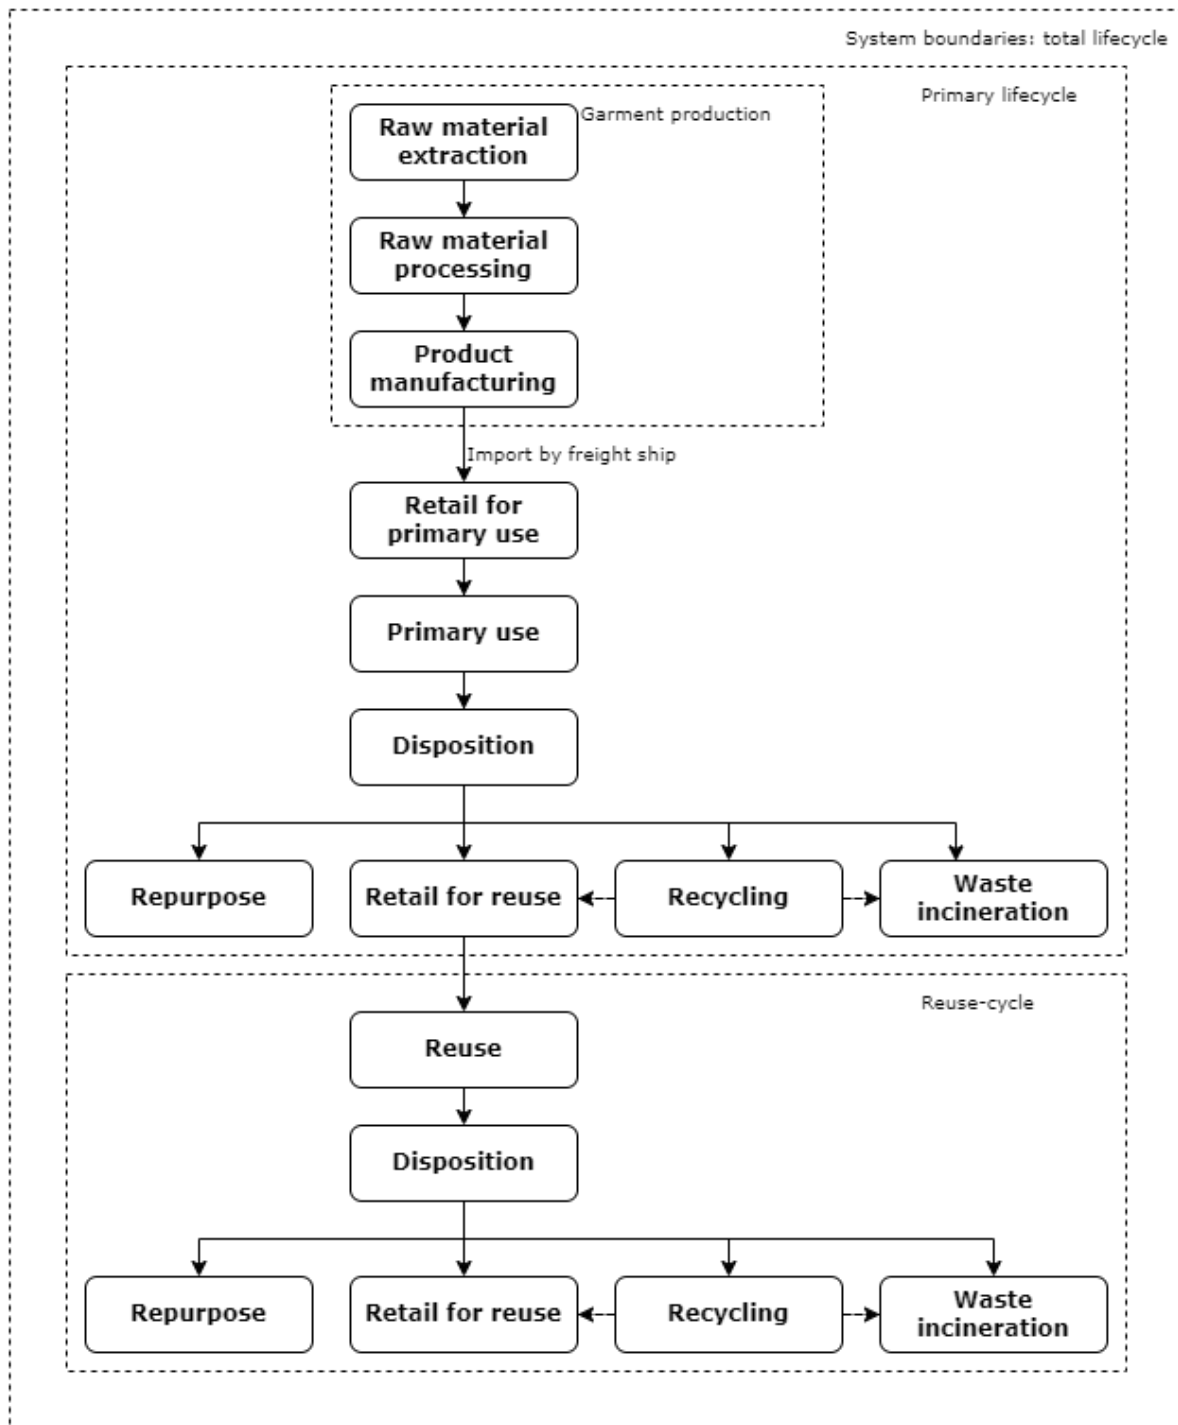 System boundaries: total lifecycle
Primary lifecycle
Garment production
Raw material
extraction
Raw material
processing
Product
manufacturing
Import by freight ship
Retail for
primary use
Primary use
Disposition
Repurpose
Retail for reuse
Recycling
Waste
incineration
Reuse-cycle
Reuse
Disposition
Repurpose
Retail for reuse
Recycling
Waste
incineration